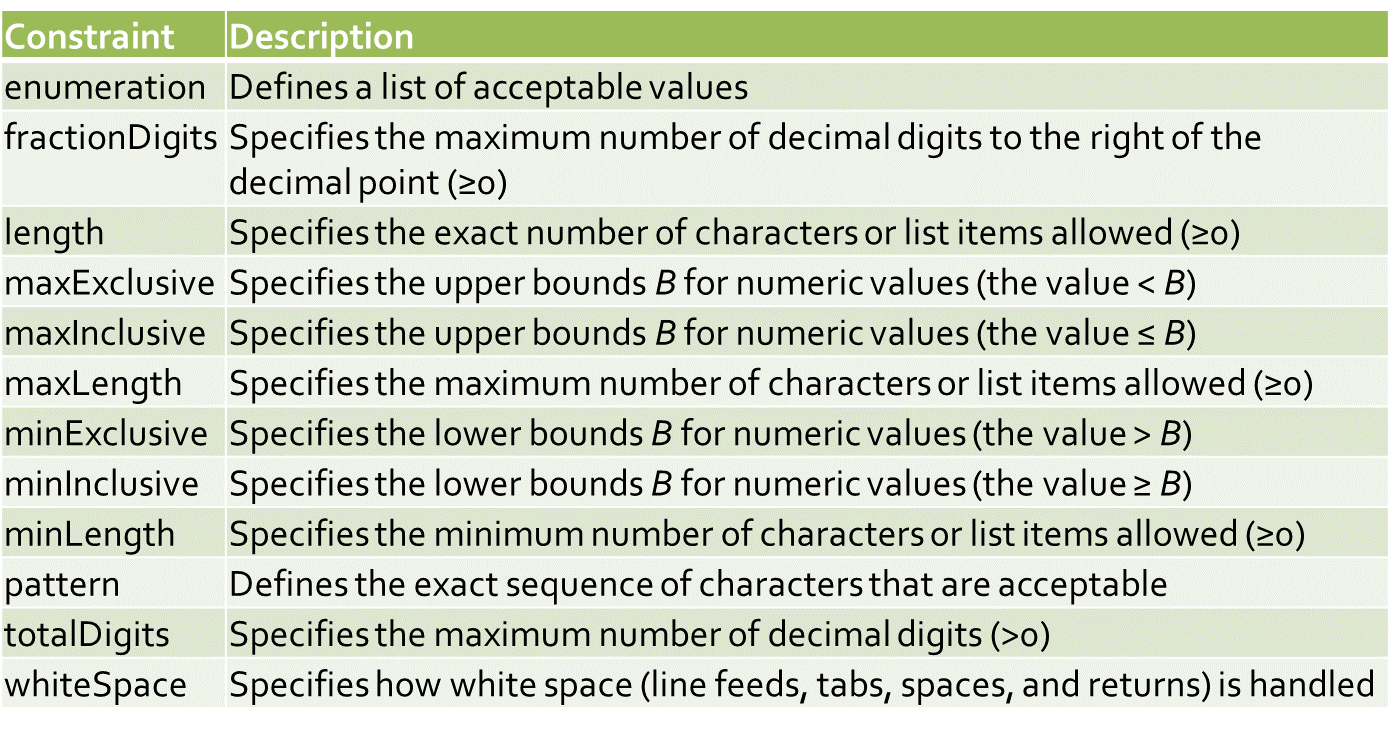 Constraint Description
enumeration Defines a list of acceptable values
fractionDigits Specifies the maximum number of decimal digits to the right of the
decimal point (≥0)
length Specifies the exact number of characters or list items allowed (≥0)
maxExclusive Specifies the upper bounds B for numeric values (the value < B)
maxInclusive Specifies the upper bounds B for numeric values (the value ≤ B)
maxLength Specifies the maximum number of characters or list items allowed (≥0)
minExclusive Specifies the lower bounds B for numeric values (the value > B)
minInclusive Specifies the lower bounds B for numeric values (the value ≥ B)
minLength Specifies the minimum number of characters or list items allowed (≥0)
pattern Defines the exact sequence of characters that are acceptable
totalDigits Specifies the maximum number of decimal digits (>0)
whiteSpace Specifies how white space (line feeds, tabs, spaces, and returns) is handled